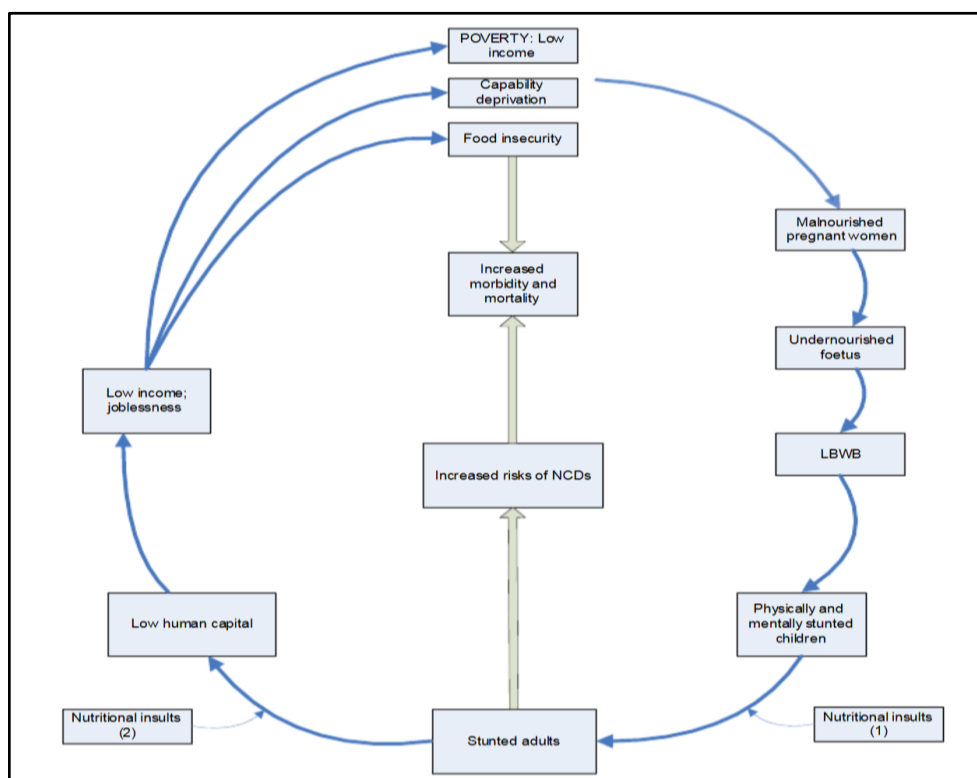 POVERTY: Low
income
Capability
deprivation
Food insecurity
Malnourished
pregnant women
Increased
morbidity and
mortality
Undernourished
foetus
Low income;
joblessness
LBWB
Increased risks of NCDs
Low human capital
Physically and
mentally stunted
children
Nutritional insults
(2)
Stunted adults
Nutritional insults
(1)